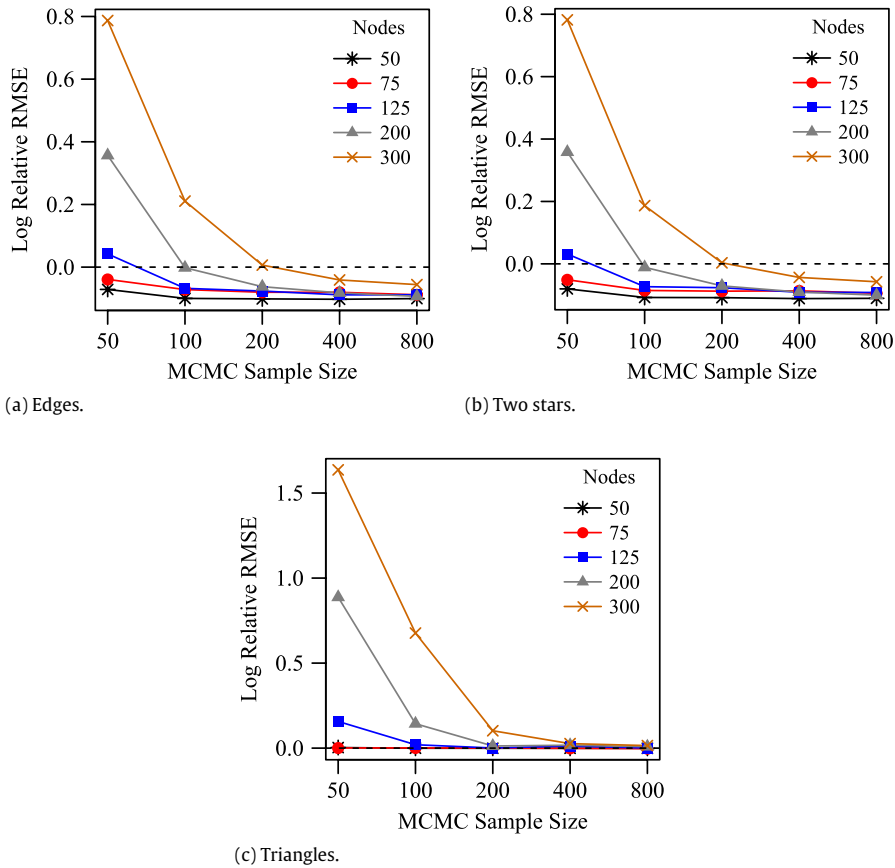 Log Relative RMSE
0.8
0.6
0.4
0.2
0.0
Nodes
50
75
125
200
300
50 100 200 400 800
MCMC Sample Size
(a) Edges.
Log Relative RMSE
0.8
0.6
0.4
0.2
0.0
Nodes
50
75
125
200
300
50 100 200 400 800
MCMC Sample Size
(b) Two stars.
Log Relative RMSE
1.5
1.0
0.5
0.0
Nodes
50
75
125
200
300
50 100 200 400 800
MCMC Sample Size
(c) Triangles.